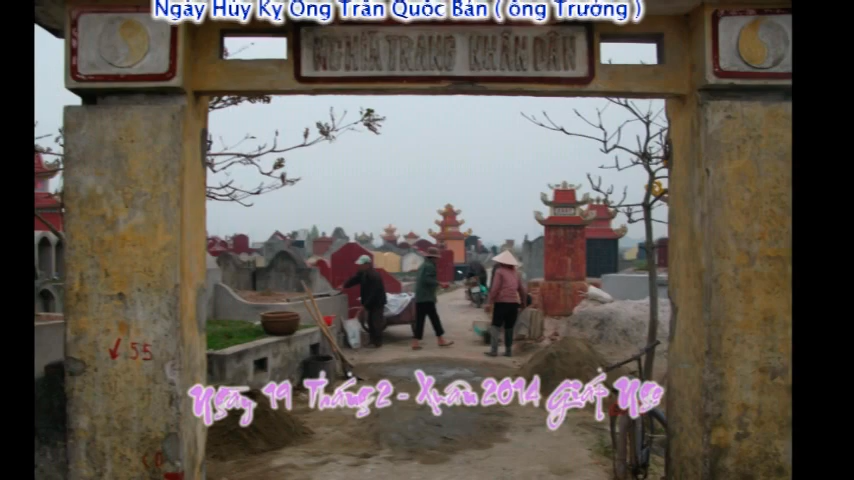 Ngày Húy Kỵ Ông Trần Quốc Bản ( ông Trưởng )
NGHĨA TRANG NHÂN DÂN
55
Ngày 19 Tháng 2 - Xuân 2014 Giáp Ngọ